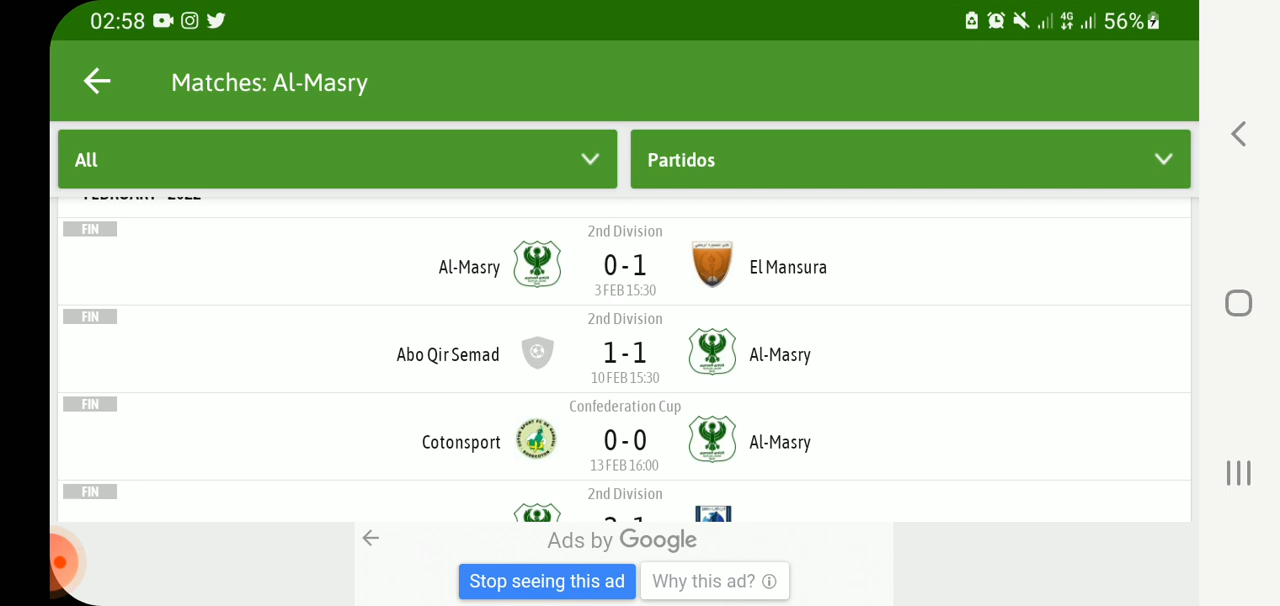 02:58 4G 56%
Matches: Al-Masry
All Partidos
FEBRUARY 2022
FIN
2nd Division
Al-Masry 0 - 1 El Mansura
3 FEB 15:30
FIN
2nd Division
Abo Qir Semad 1 - 1 Al-Masry
10 FEB 15:30
FIN
Confederation Cup
Cotonsport 0 - 0 Al-Masry
13 FEB 16:00
FIN
2nd Division
Ads by Google
Stop seeing this ad Why this ad?